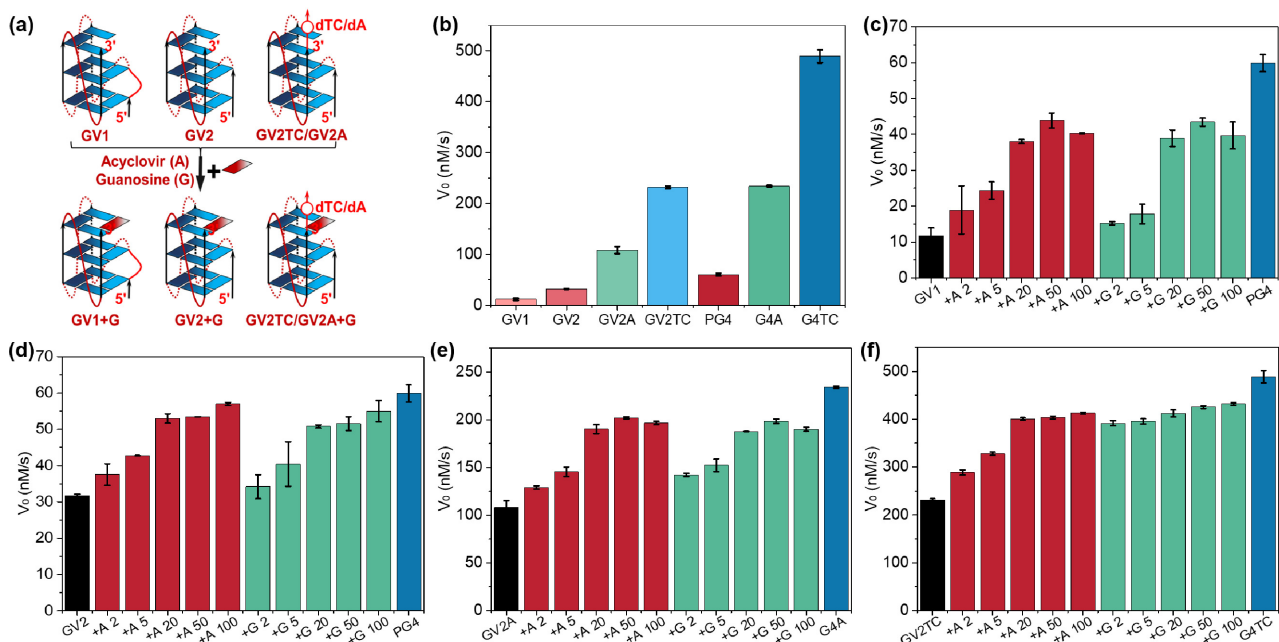 (a)
dTC/dA
3'
3'
3'
5'
5'
5'
GV1
GV2
GV2TC/GV2A
Acyclovir (A)
Guanosine (G)
+
dTC/dA
5'
5'
5'
GV1+G
GV2+G
GV2TC/GV2A+G
(b)
V₀ (nM/s)
500
400
300
200
100
0
GV1 GV2 GV2A GV2TC PG4 G4A G4TC
(c)
V₀ (nM/s)
70
60
50
40
30
20
10
0
GV1 +A 2 +A 5 +A 20 +A 50 +A 100 +G 2 +G 5 +G 20 +G 50 +G 100 PG4
(d)
V₀ (nM/s)
70
60
50
40
30
20
10
0
GV2 +A 2 +A 5 +A 20 +A 50 +A 100 +G 2 +G 5 +G 20 +G 50 +G 100 PG4
(e)
V₀ (nM/s)
250
200
150
100
50
0
GV2A +A 2 +A 5 +A 20 +A 50 +A 100 +G 2 +G 5 +G 20 +G 50 +G 100 G4A
(f)
V₀ (nM/s)
500
400
300
200
100
0
GV2TC +A 2 +A 5 +A 20 +A 50 +A 100 +G 2 +G 5 +G 20 +G 50 +G 100 G4TC